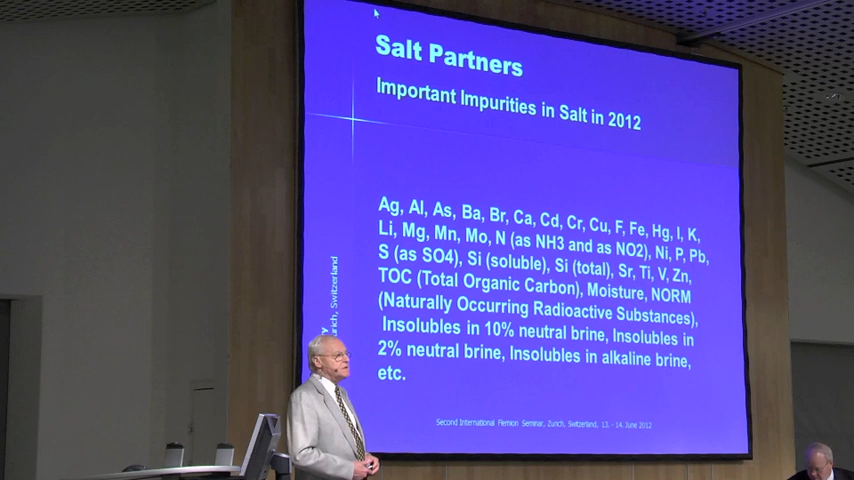 Salt Partners
Important Impurities in Salt in 2012
Ag, Al, As, Ba, Br, Ca, Cd, Cr, Cu, F, Fe, Hg, I, K,
Li, Mg, Mn, Mo, N (as NH3 and as NO2), Ni, P, Pb,
S (as SO4), Si (soluble), Si (total), Sr, Ti, V, Zn,
TOC (Total Organic Carbon), Moisture, NORM
(Naturally Occurring Radioactive Substances),
Insolubles in 10% neutral brine, Insolubles in
2% neutral brine, Insolubles in alkaline brine,
etc.
Second International Flemion Seminar, Zurich, Switzerland, 13. - 14. June 2012
Switzerland